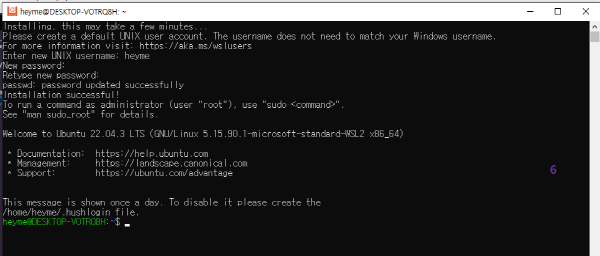 heyme@DESKTOP-VOTRQ8H: ~
Installing, this may take a few minutes...
Please create a default UNIX user account. The username does not need to match your Windows username.
For more information visit: https://aka.ms/wslusers
Enter new UNIX username: heyme
New password:
Retype new password:
passwd: password updated successfully
Installation successful!
To run a command as administrator (user "root"), use "sudo <command>".
See "man sudo_root" for details.
Welcome to Ubuntu 22.04.3 LTS (GNU/Linux 5.15.90.1-microsoft-standard-WSL2 x86_64)
* Documentation: https://help.ubuntu.com
* Management: https://landscape.canonical.com
* Support: https://ubuntu.com/advantage
6
This message is shown once a day. To disable it please create the
/home/heyme/.hushlogin file.
heyme@DESKTOP-VOTRQ8H:~$